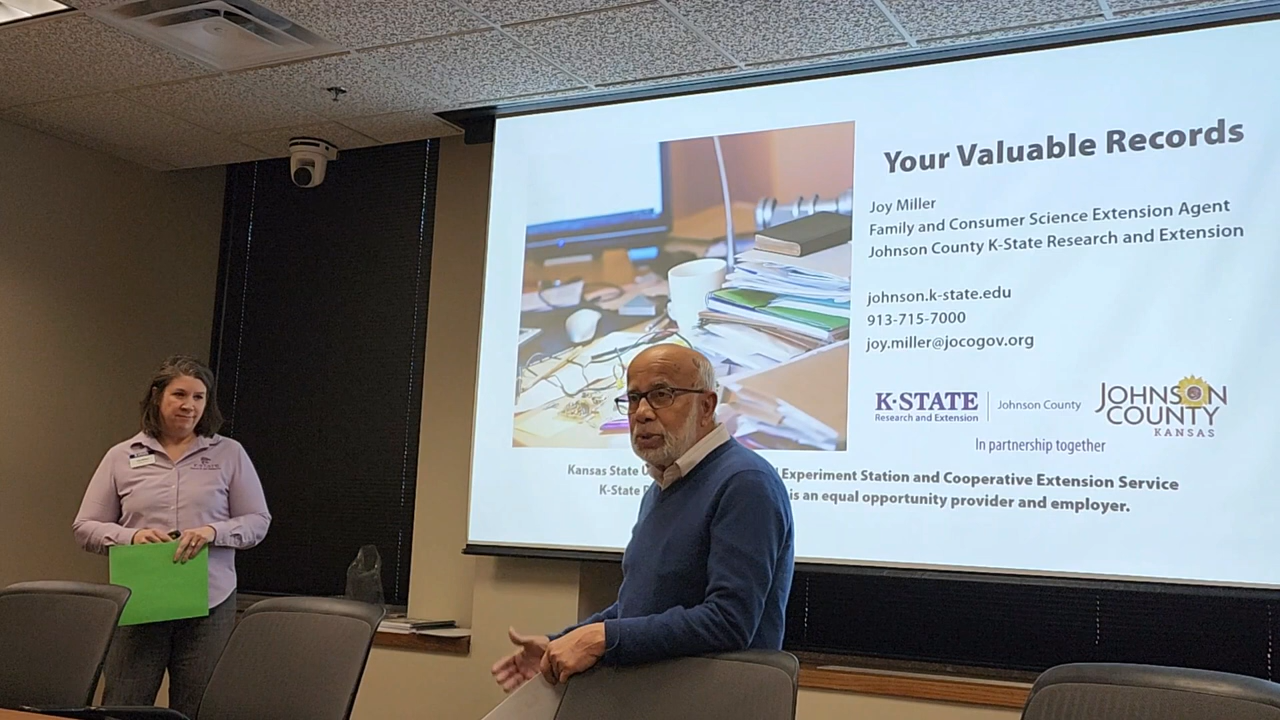 Your Valuable Records
Joy Miller
Family and Consumer Science Extension Agent
Johnson County K-State Research and Extension
johnson.k-state.edu
913-715-7000
joy.miller@jocogov.org
K-STATE
Research and Extension
Johnson County
JOHNSON
COUNTY
KANSAS
In partnership together
Kansas State Experiment Station and Cooperative Extension Service
K-State is an equal opportunity provider and employer.